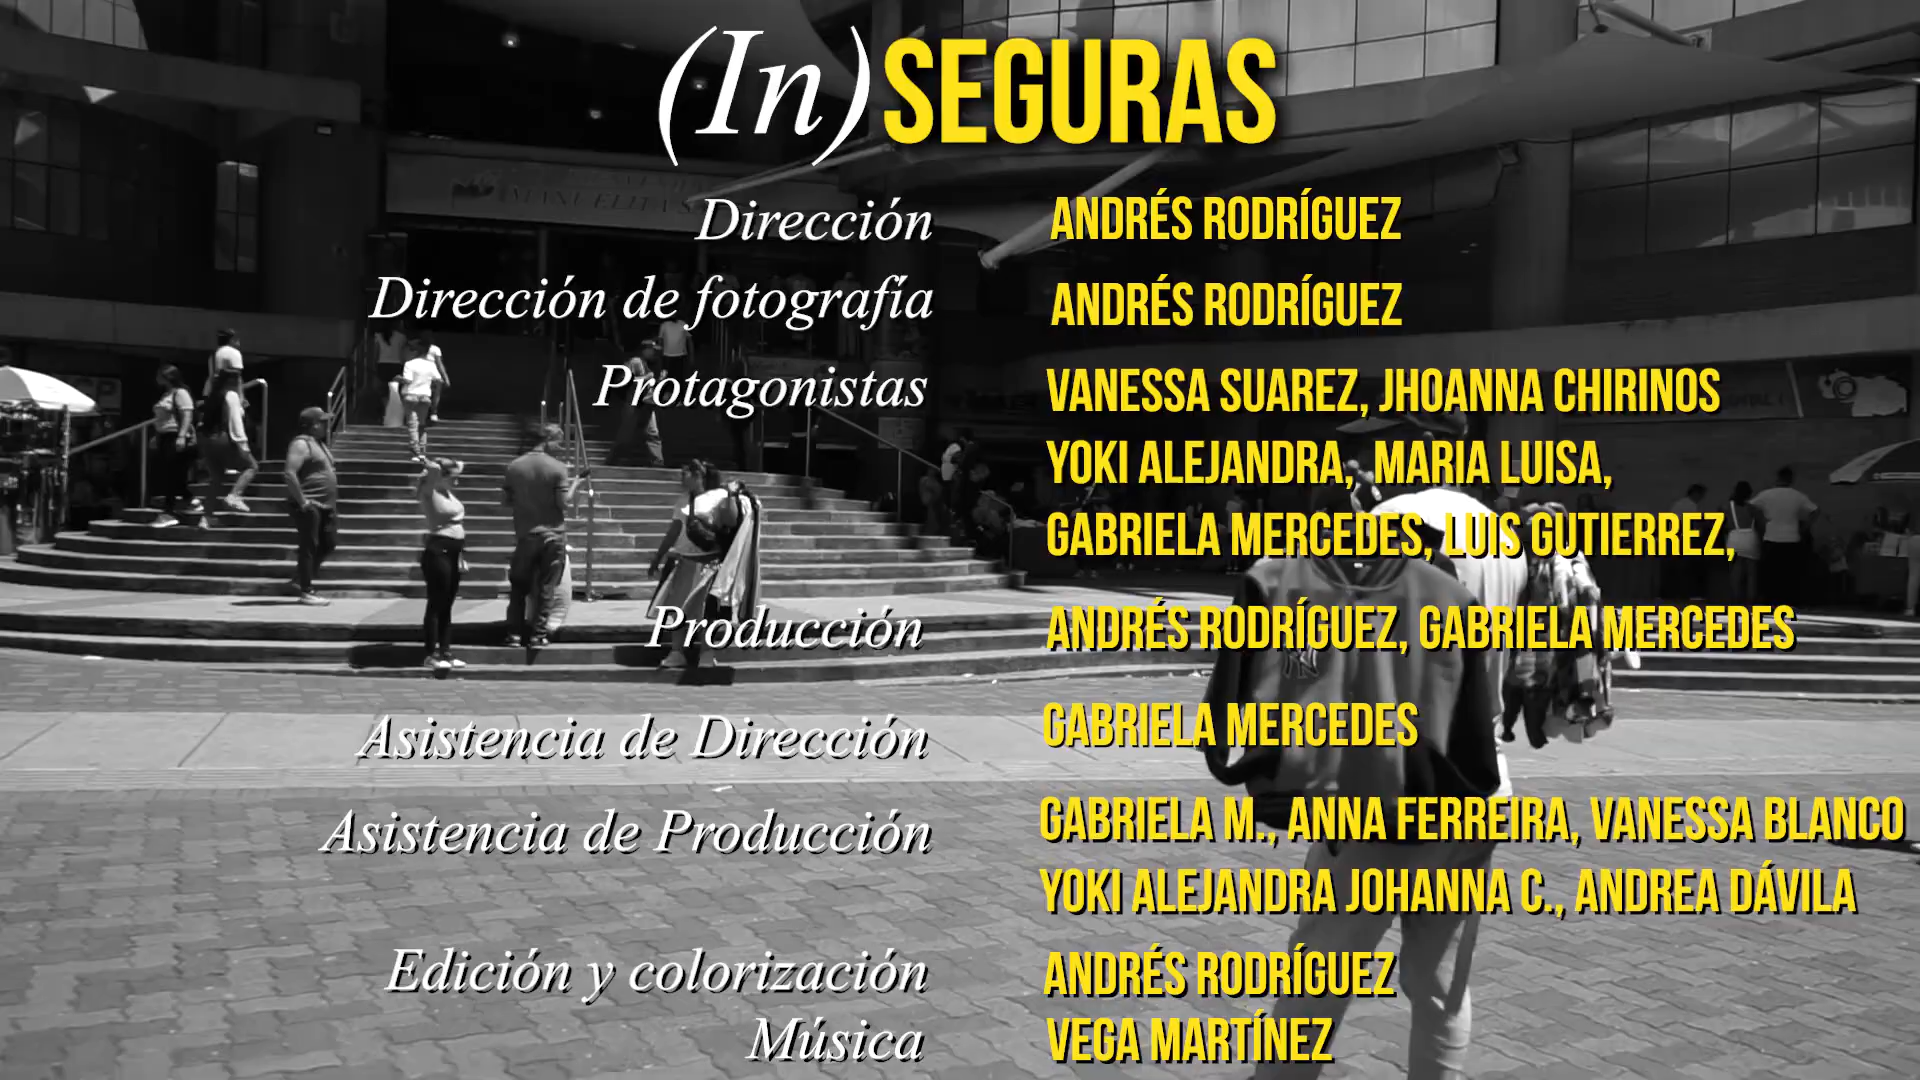 (In)SEGURAS
Dirección ANDRÉS RODRÍGUEZ
Dirección de fotografía ANDRÉS RODRÍGUEZ
Protagonistas VANESSA SUAREZ, JHOANNA CHIRINOS
YOKI ALEJANDRA, MARIA LUISA,
GABRIELA MERCEDES, LUIS GUTIERREZ,
Producción ANDRÉS RODRÍGUEZ, GABRIELA MERCEDES
Asistencia de Dirección GABRIELA MERCEDES
Asistencia de Producción GABRIELA M., ANNA FERREIRA, VANESSA BLANCO
YOKI ALEJANDRA JOHANNA C., ANDREA DÁVILA
Edición y colorización ANDRÉS RODRÍGUEZ
Música VEGA MARTÍNEZ